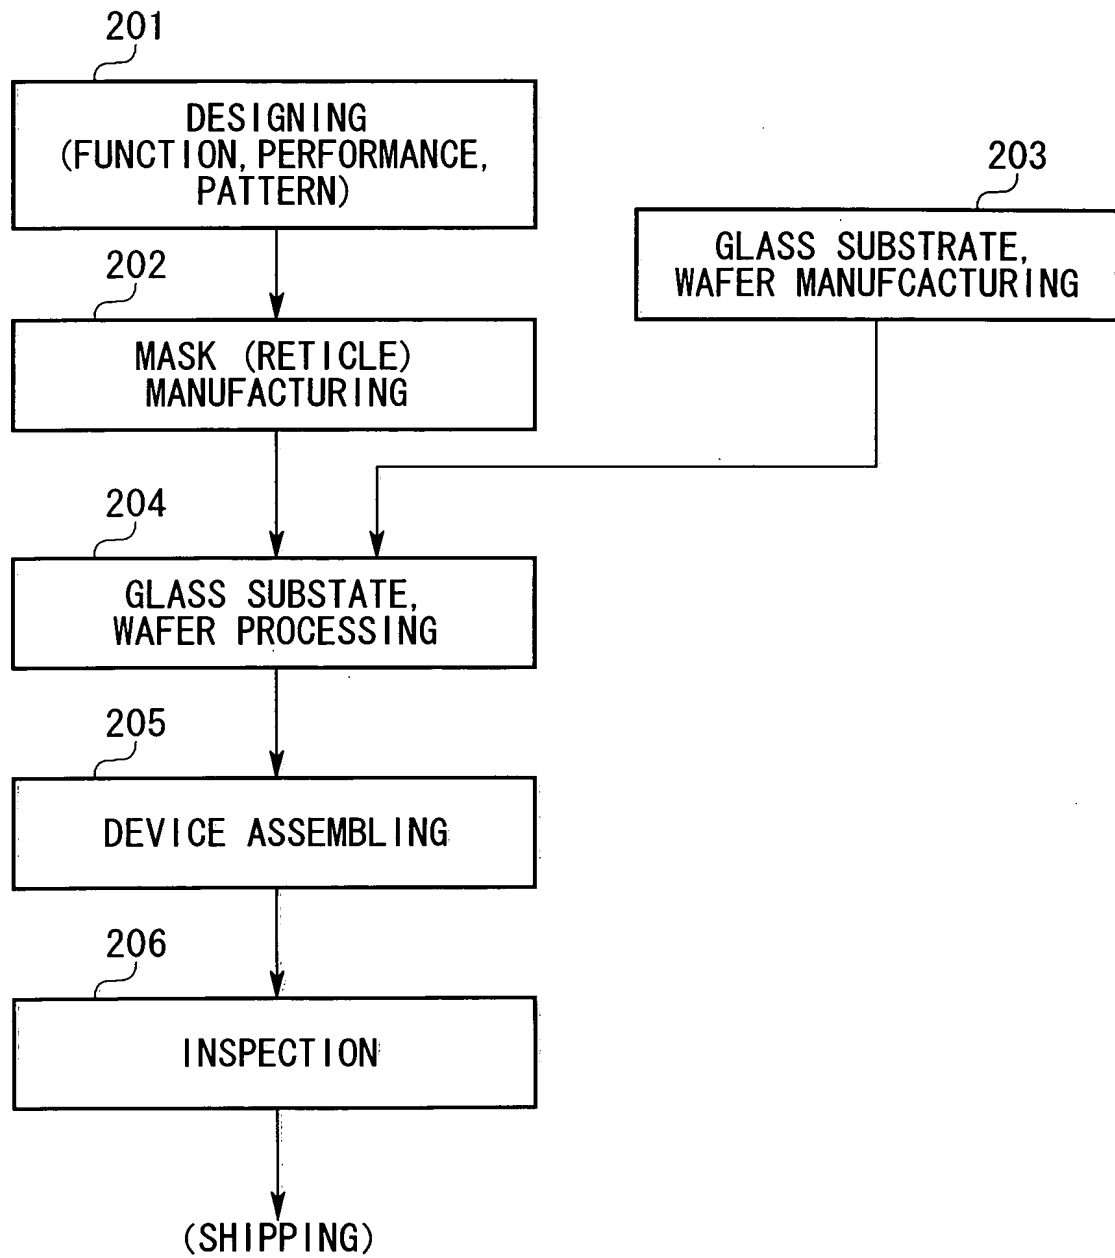 201
DESIGNING
(FUNCTION, PERFORMANCE,
PATTERN)
203
GLASS SUBSTRATE,
WAFER MANUFCACTURING
202
MASK (RETICLE)
MANUFACTURING
204
GLASS SUBSTATE,
WAFER PROCESSING
205
DEVICE ASSEMBLING
206
INSPECTION
(SHIPPING)